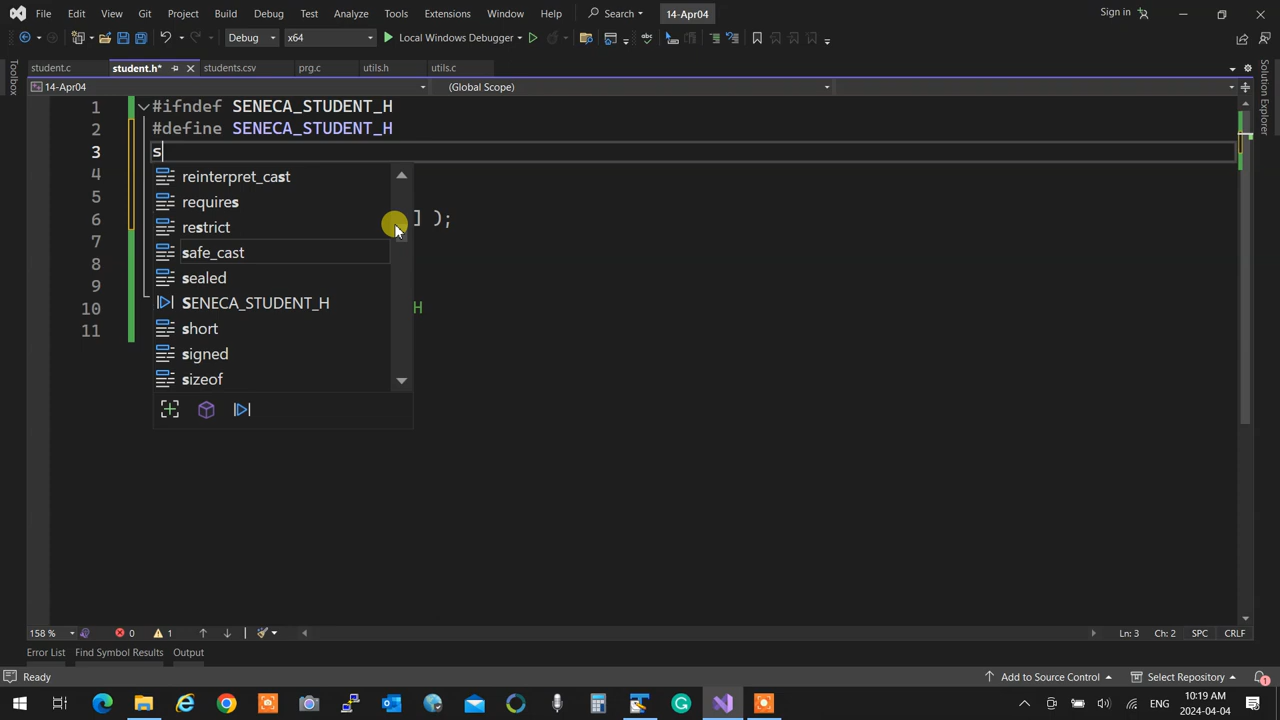 File Edit View Git Project Build Debug Test Analyze Tools Extensions Window Help Search 14-Apr04 Sign in
Debug x64 Local Windows Debugger
student.c student.h* students.csv prg.c utils.h utils.c
14-Apr04 (Global Scope)
Toolbox
Solution Explorer
1 #ifndef SENECA_STUDENT_H
2 #define SENECA_STUDENT_H
3 s
4 reinterpret_cast
5 requires
6 ] );
restrict
7 safe_cast
8 sealed
9 SENECA_STUDENT_H
10 H
11 short
signed
sizeof
158 % 0 1 Ln: 3 Ch: 2 SPC CRLF
Error List Find Symbol Results Output
Ready Add to Source Control Select Repository 1
ENG 10:19 AM
2024-04-04